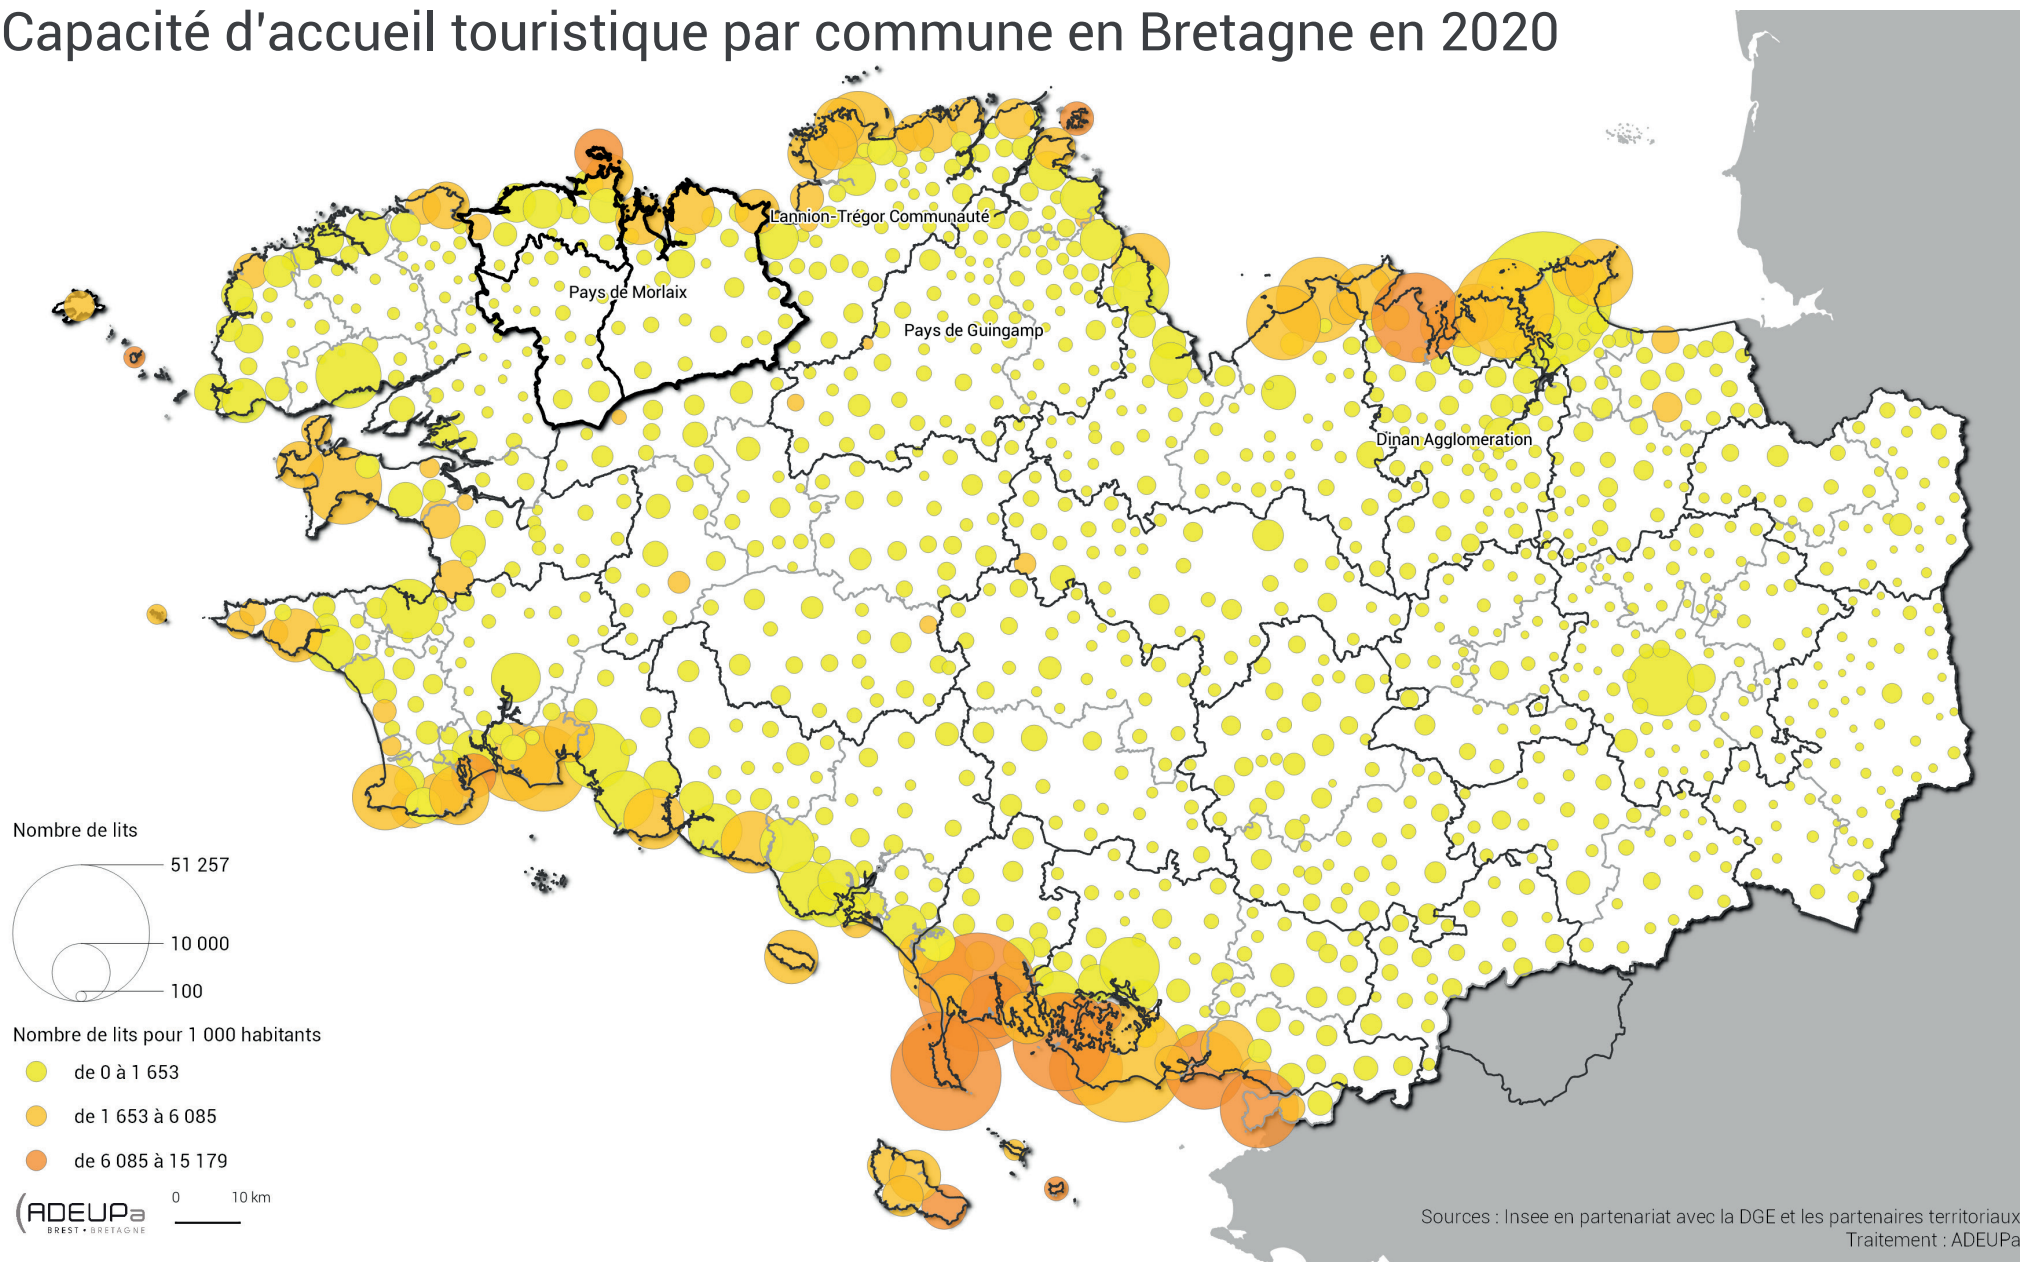 Capacité d'accueil touristique par commune en Bretagne en 2020
Lannion-Trégor Communauté
Pays de Morlaix
Pays de Guingamp
Dinan Agglomeration
Nombre de lits
51 257
10 000
100
Nombre de lits pour 1 000 habitants
de 0 à 1 653
de 1 653 à 6 085
de 6 085 à 15 179
ADEUPa
BREST • BRETAGNE
0 10 km
Sources : Insee en partenariat avec la DGE et les partenaires territoriaux
Traitement : ADEUPa